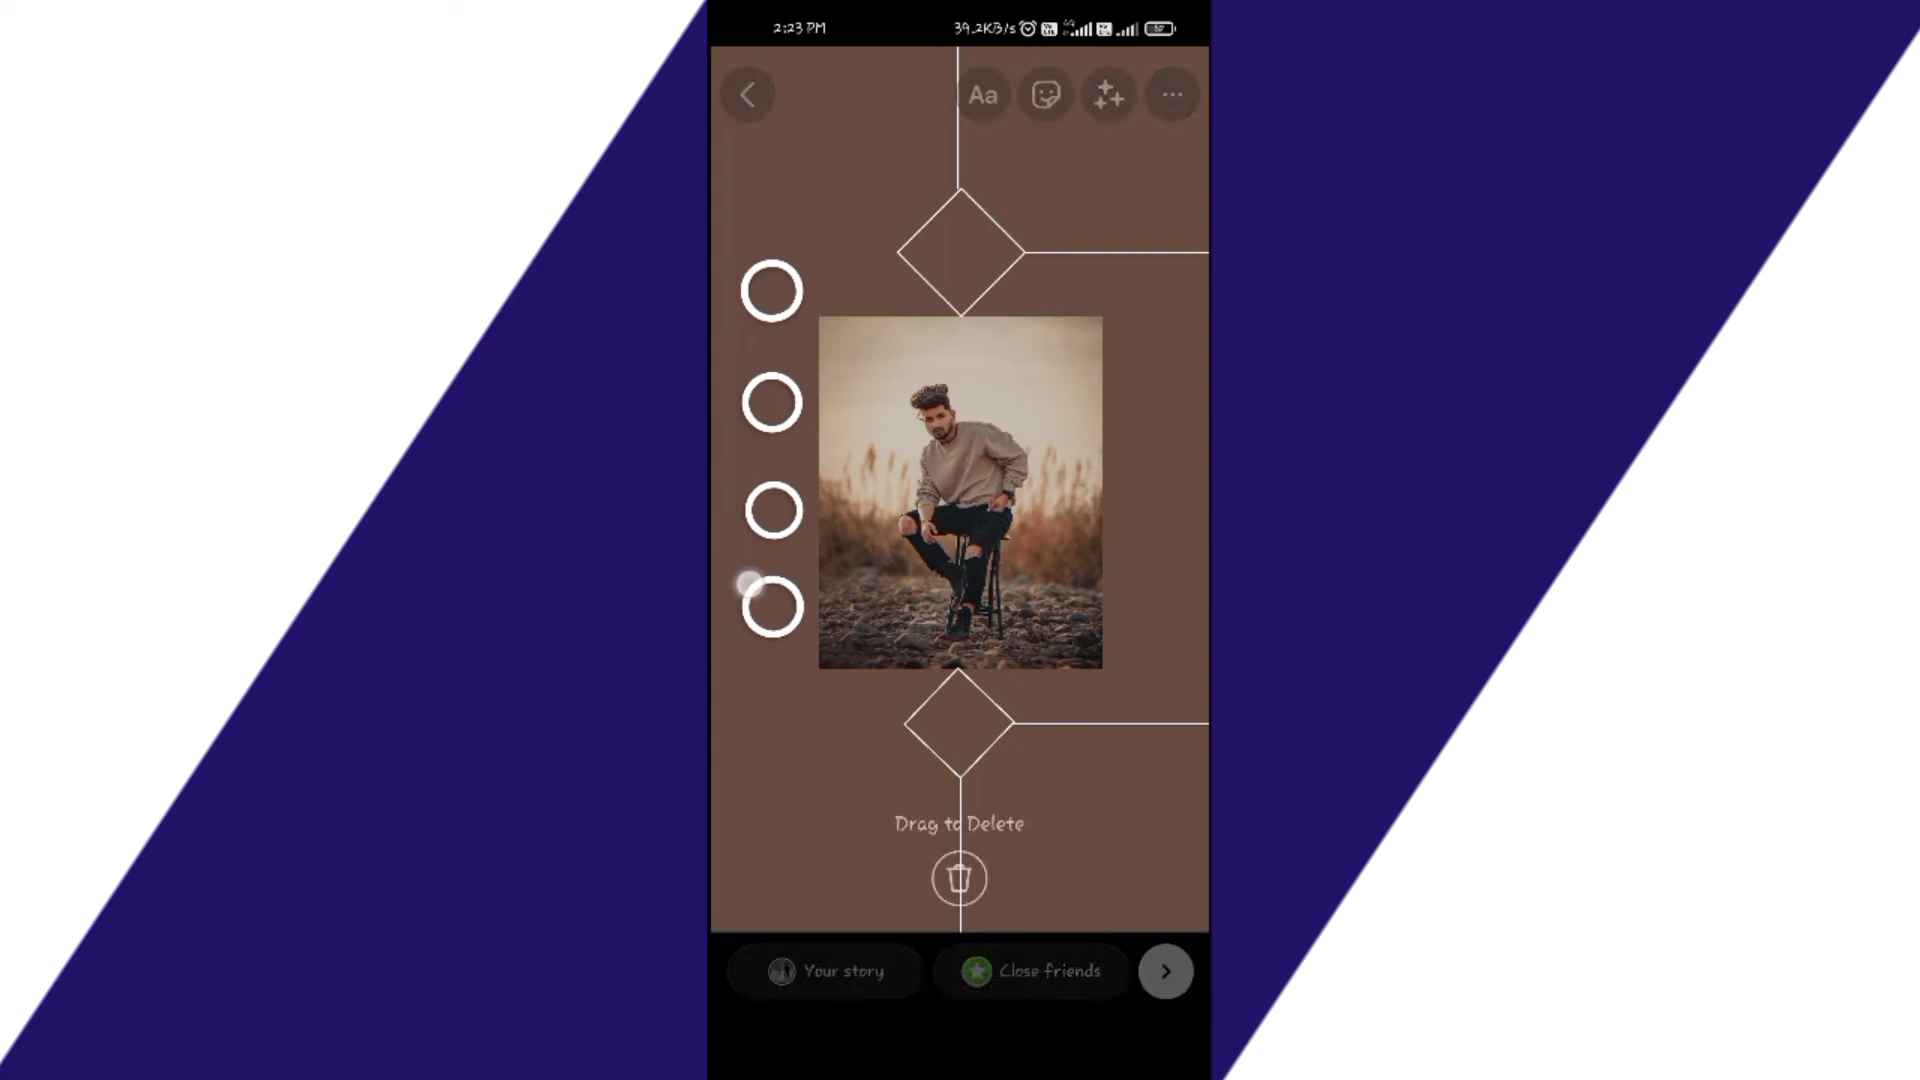 2:23 PM
39.2KB/s
Aa
Drag to Delete
Your story
Close friends